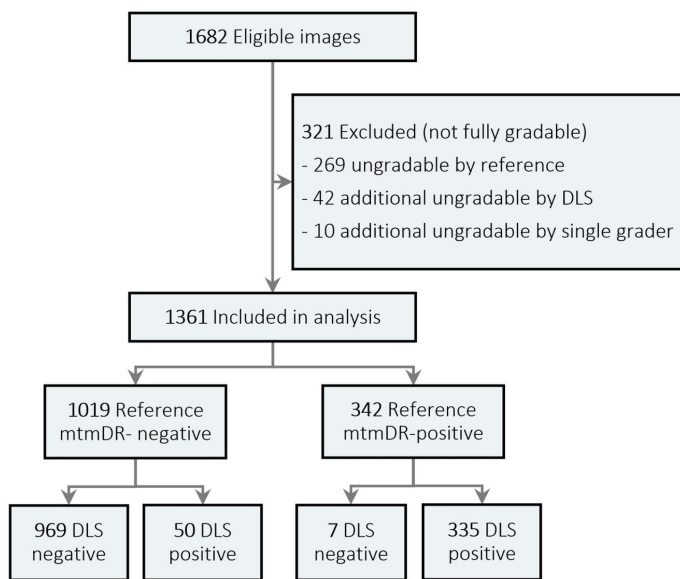 1682 Eligible images
321 Excluded (not fully gradable)
- 269 ungradable by reference
- 42 additional ungradable by DLS
- 10 additional ungradable by single grader
1361 Included in analysis
1019 Reference
mtmDR- negative
342 Reference
mtmDR-positive
969 DLS
negative
50 DLS
positive
7 DLS
negative
335 DLS
positive